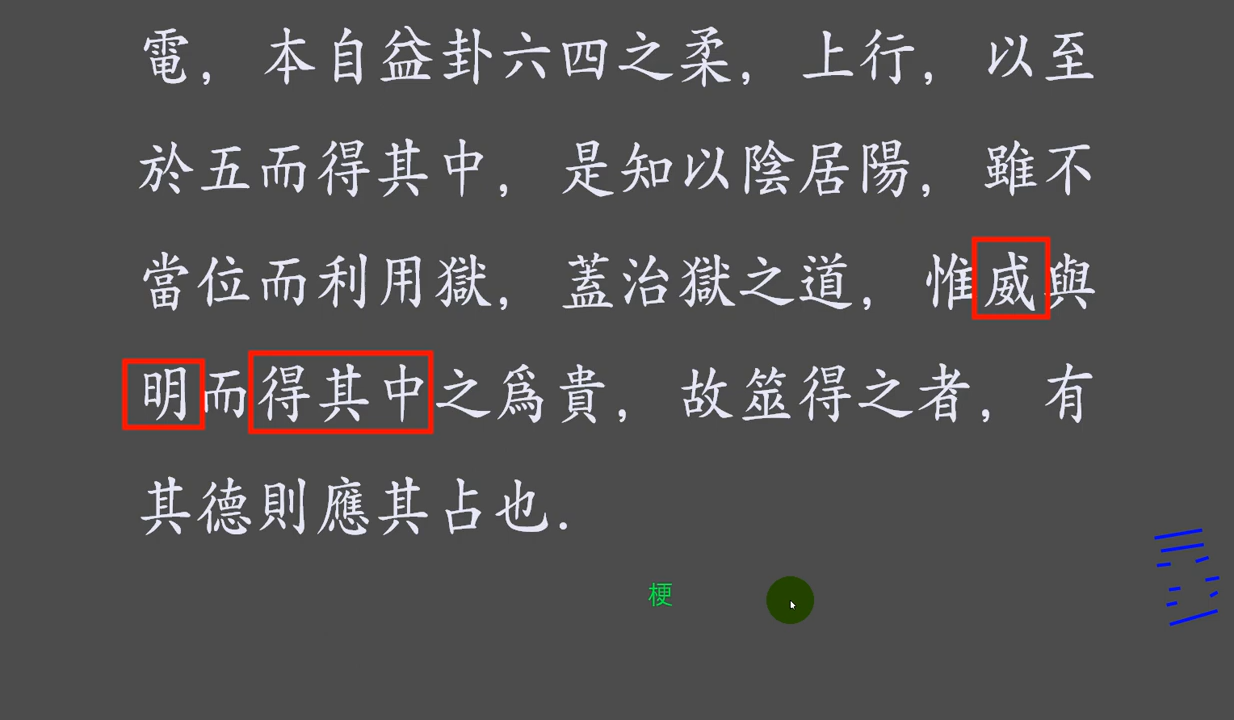 電，本自益卦六四之柔，上行，以至
於五而得其中，是知以陰居陽，雖不
當位而利用獄，蓋治獄之道，惟威與
明而得其中之爲貴，故筮得之者，有
其德則應其占也.
梗